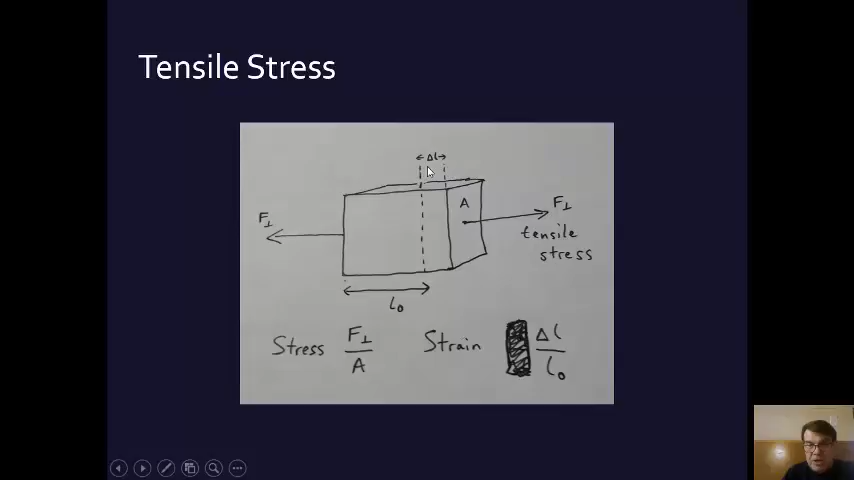 Tensile Stress
Δl
A
F⊥
F⊥
tensile
stress
l₀
Stress F⊥/A Strain Δl/l₀